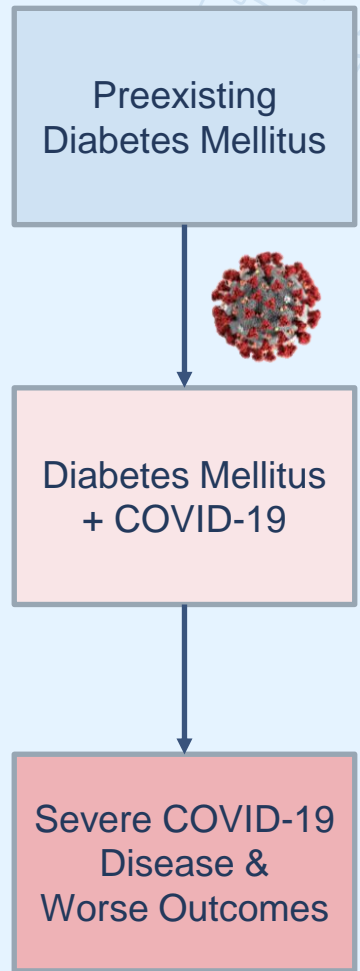 Preexisting
Diabetes Mellitus
Diabetes Mellitus
+ COVID-19
Severe COVID-19
Disease &
Worse Outcomes